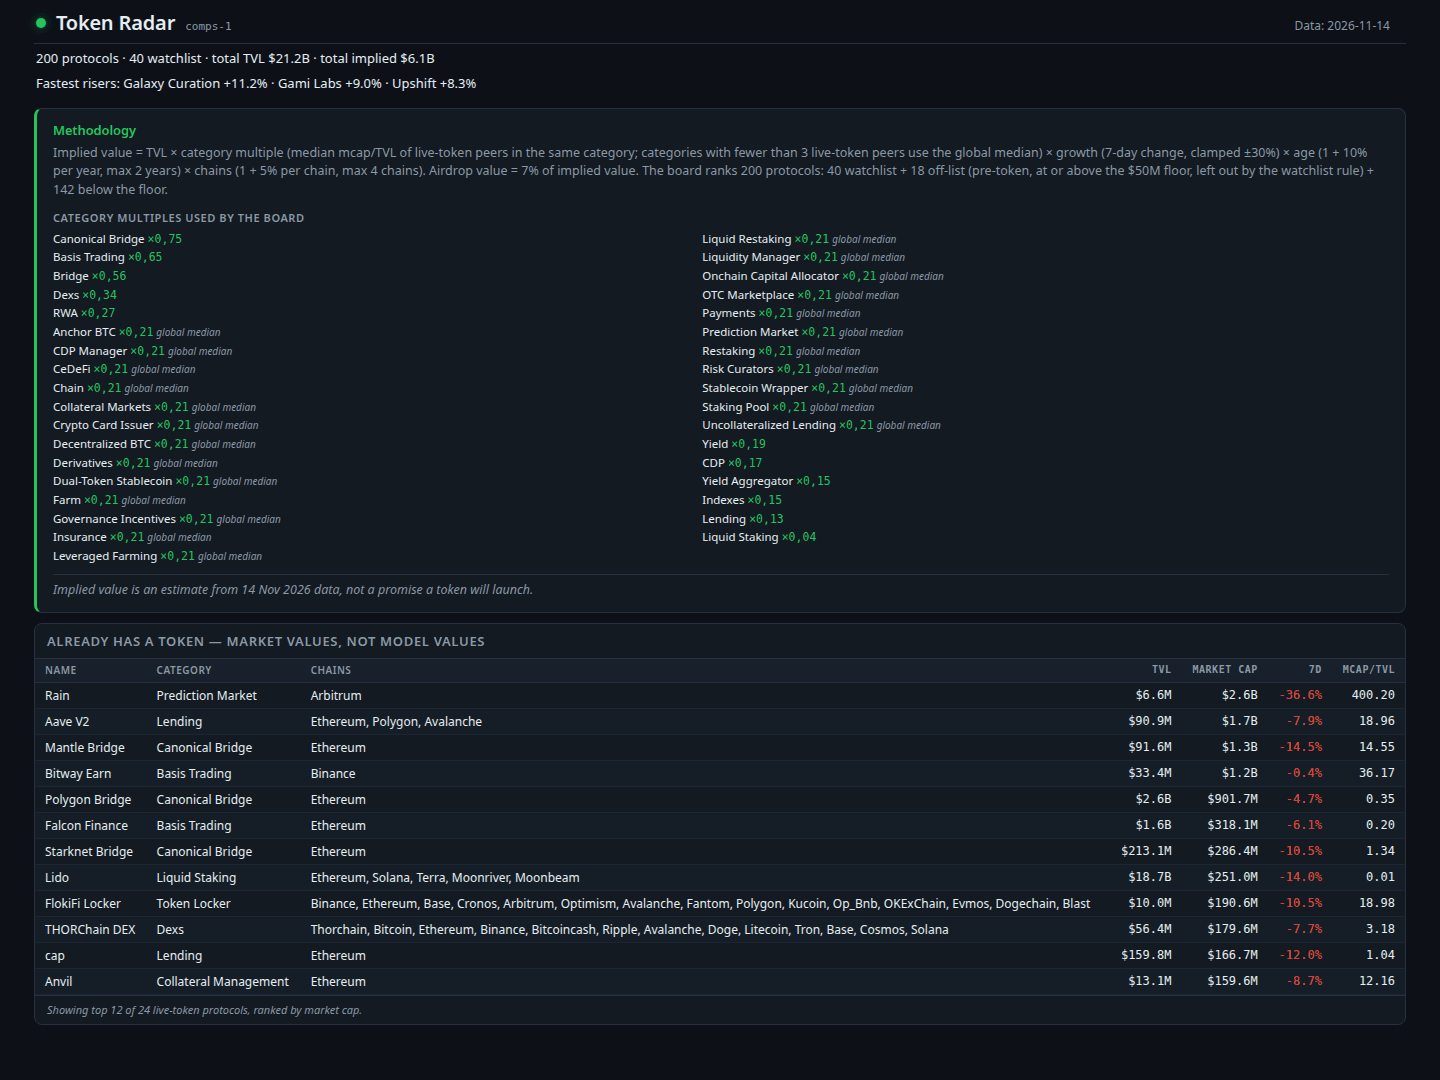 Token Radar comps-1
Data: 2026-11-14
200 protocols · 40 watchlist · total TVL $21.2B · total implied $6.1B
Fastest risers: Galaxy Curation +11.2% · Gami Labs +9.0% · Upshift +8.3%
Methodology
Implied value = TVL × category multiple (median mcap/TVL of live-token peers in the same category; categories with fewer than 3 live-token peers use the global median) × growth (7-day change, clamped ±30%) × age (1 + 10%
per year, max 2 years) × chains (1 + 5% per chain, max 4 chains). Airdrop value = 7% of implied value. The board ranks 200 protocols: 40 watchlist + 18 off-list (pre-token, at or above the $50M floor, left out by the watchlist rule) +
142 below the floor.
CATEGORY MULTIPLES USED BY THE BOARD
Canonical Bridge ×0,75
Basis Trading ×0,65
Bridge ×0,56
Dexs ×0,34
RWA ×0,27
Anchor BTC ×0,21 global median
CDP Manager ×0,21 global median
CeDeFi ×0,21 global median
Chain ×0,21 global median
Collateral Markets ×0,21 global median
Crypto Card Issuer ×0,21 global median
Decentralized BTC ×0,21 global median
Derivatives ×0,21 global median
Dual-Token Stablecoin ×0,21 global median
Farm ×0,21 global median
Governance Incentives ×0,21 global median
Insurance ×0,21 global median
Leveraged Farming ×0,21 global median
Liquid Restaking ×0,21 global median
Liquidity Manager ×0,21 global median
Onchain Capital Allocator ×0,21 global median
OTC Marketplace ×0,21 global median
Payments ×0,21 global median
Prediction Market ×0,21 global median
Restaking ×0,21 global median
Risk Curators ×0,21 global median
Stablecoin Wrapper ×0,21 global median
Staking Pool ×0,21 global median
Uncollateralized Lending ×0,21 global median
Yield ×0,19
CDP ×0,17
Yield Aggregator ×0,15
Indexes ×0,15
Lending ×0,13
Liquid Staking ×0,04
Implied value is an estimate from 14 Nov 2026 data, not a promise a token will launch.
ALREADY HAS A TOKEN — MARKET VALUES, NOT MODEL VALUES
NAME CATEGORY CHAINS TVL MARKET CAP 7D MCAP/TVL
Rain Prediction Market Arbitrum $6.6M $2.6B -36.6% 400.20
Aave V2 Lending Ethereum, Polygon, Avalanche $90.9M $1.7B -7.9% 18.96
Mantle Bridge Canonical Bridge Ethereum $91.6M $1.3B -14.5% 14.55
Bitway Earn Basis Trading Binance $33.4M $1.2B -0.4% 36.17
Polygon Bridge Canonical Bridge Ethereum $2.6B $901.7M -4.7% 0.35
Falcon Finance Basis Trading Ethereum $1.6B $318.1M -6.1% 0.20
Starknet Bridge Canonical Bridge Ethereum $213.1M $286.4M -10.5% 1.34
Lido Liquid Staking Ethereum, Solana, Terra, Moonriver, Moonbeam $18.7B $251.0M -14.0% 0.01
FlokiFi Locker Token Locker Binance, Ethereum, Base, Cronos, Arbitrum, Optimism, Avalanche, Fantom, Polygon, Kucoin, Op_Bnb, OKExChain, Evmos, Dogechain, Blast $10.0M $190.6M -10.5% 18.98
THORChain DEX Dexs Thorchain, Bitcoin, Ethereum, Binance, Bitcoincash, Ripple, Avalanche, Doge, Litecoin, Tron, Base, Cosmos, Solana $56.4M $179.6M -7.7% 3.18
cap Lending Ethereum $159.8M $166.7M -12.0% 1.04
Anvil Collateral Management Ethereum $13.1M $159.6M -8.7% 12.16
Showing top 12 of 24 live-token protocols, ranked by market cap.